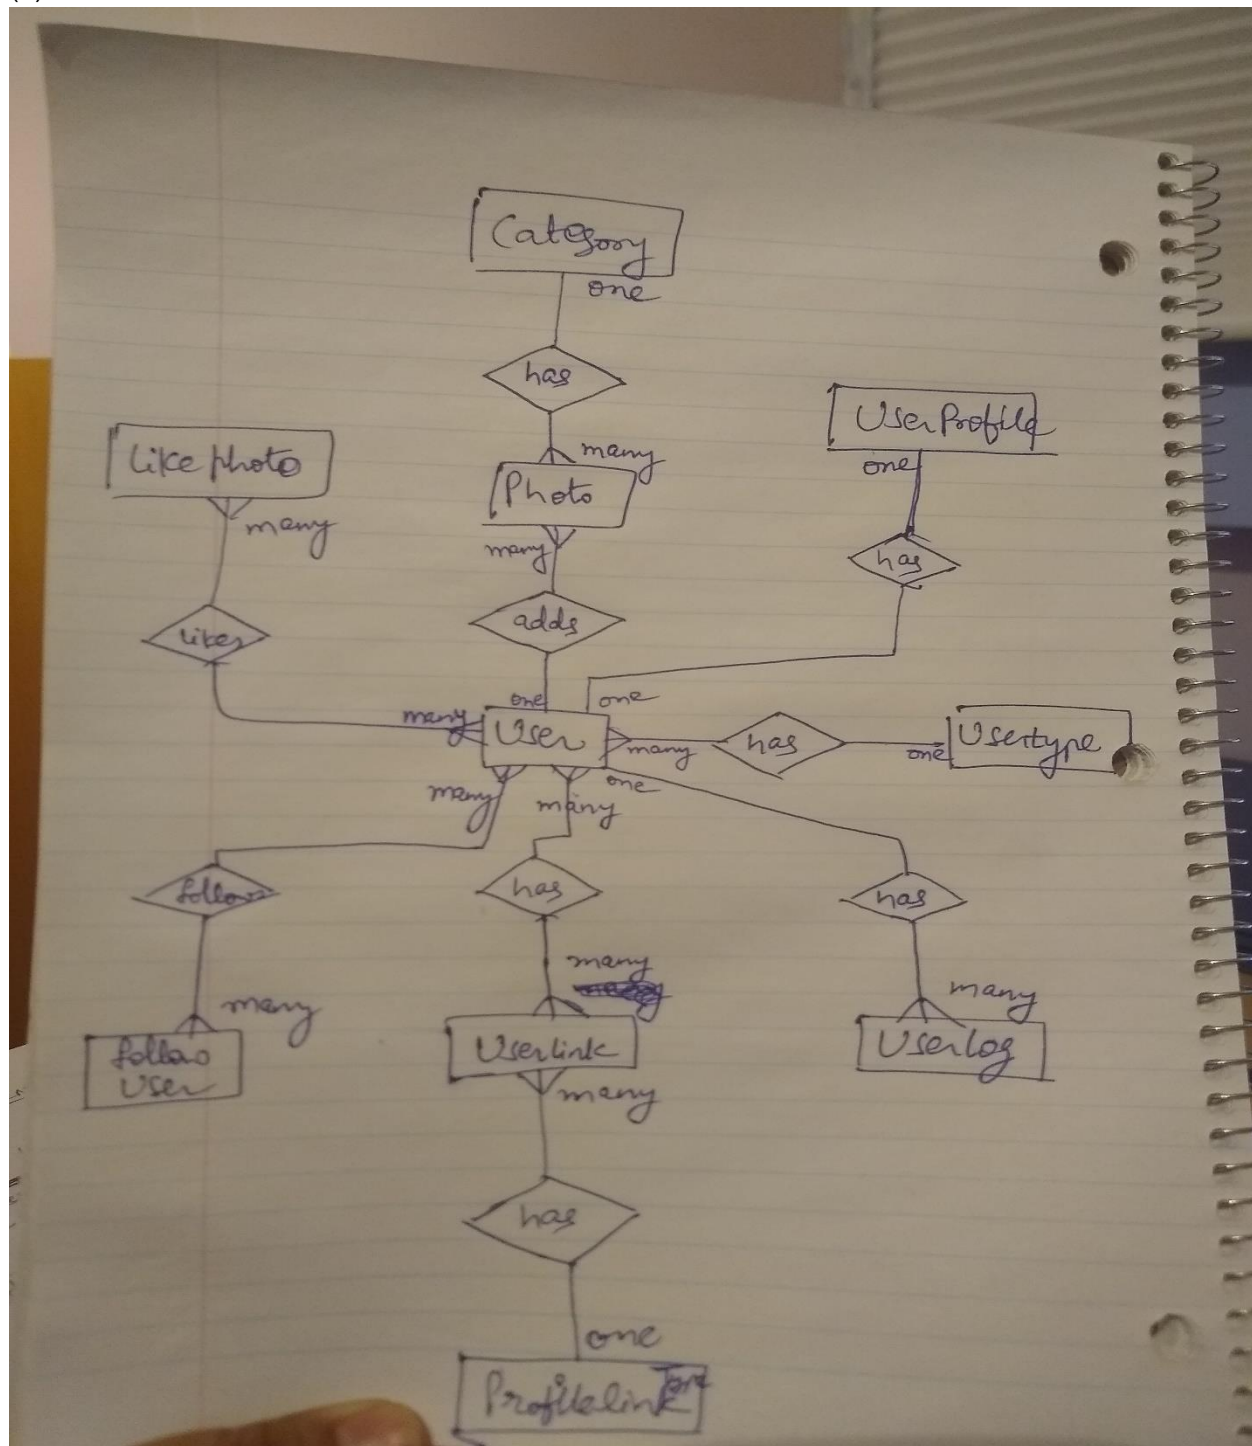 Category
one
has
UserProfile
Like photo
many
one
Photo
many
many
has
likes
adds
one
one
many
User
many
has
one
Usertype
many
many
one
follows
has
has
many
many
many
follow
User
Userlink
UserLog
many
has
one
Profilelink